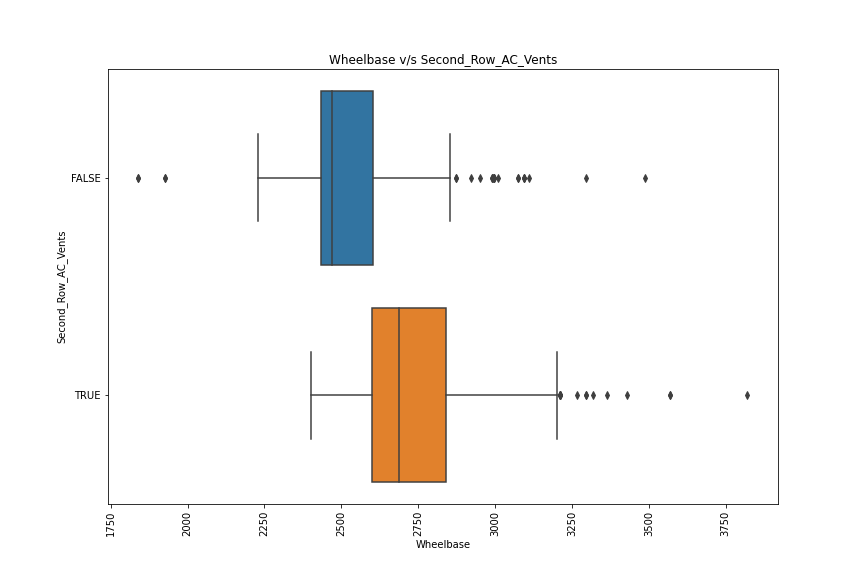 Wheelbase v/s Second_Row_AC_Vents
Second_Row_AC_Vents
FALSE
TRUE
1750
2000
2250
2500
2750
3000
3250
3500
3750
Wheelbase